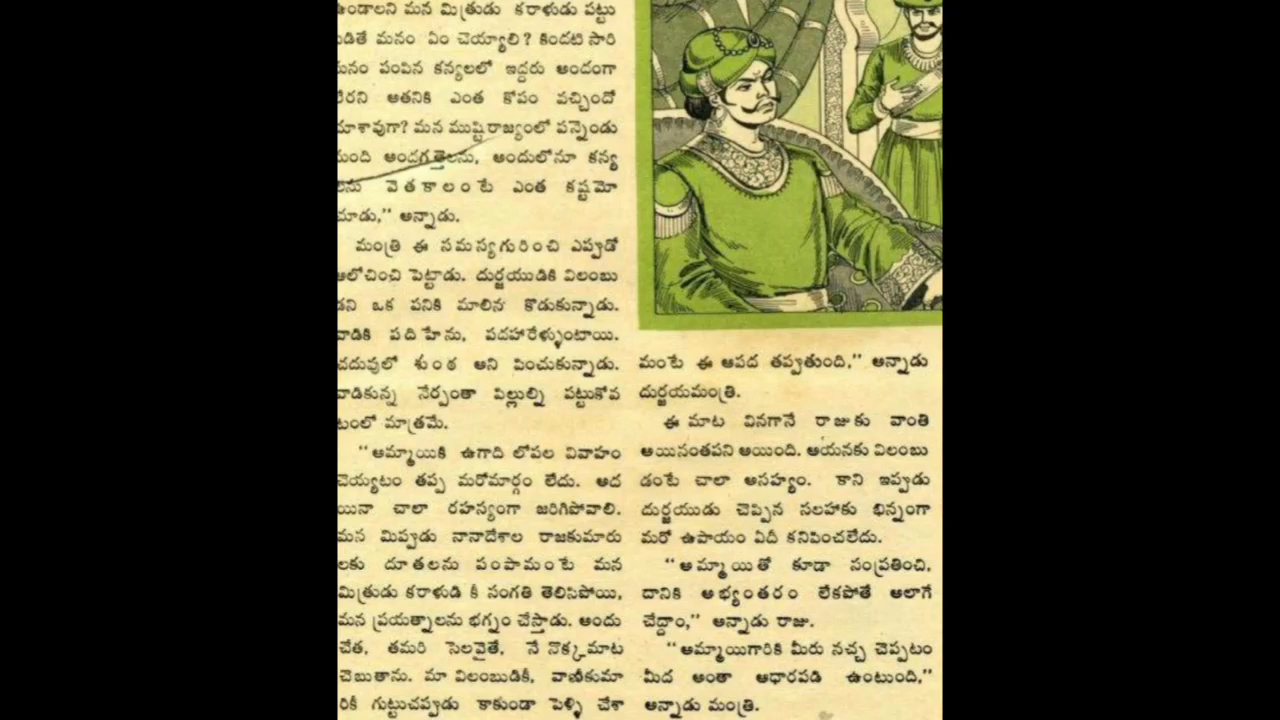 ఉండాలని మన మిత్రుడు కరాళుడు పట్టు
బడితే మనం ఏం చెయ్యాలి? కిందటి సారి
మనం పంపిన కన్యలలో ఇద్దరు అందంగా
లేరని అతనికి ఎంత కోపం వచ్చిందో
చూశావుగా? మన ముష్టిరాజ్యంలో పన్నెండు
మంది అందగత్తెలను, అందులోనూ కన్య
లను వెతకాలంటే ఎంత కష్టమో
చూడు,'' అన్నాడు.
మంత్రి ఈ సమస్యగురించి ఎప్పుడో
ఆలోచించి పెట్టాడు. దుర్జయుడికి విలంబు
డని ఒక పనికి మాలిన కొడుకున్నాడు.
వాడికి పదిహేను, పదహారేళ్ళుంటాయి.
చదువులో శుంఠ అని పించుకున్నాడు.
వాడికున్న నేర్పంతా పిల్లుల్ని పట్టుకోవ
టంలో మాత్రమే.
''అమ్మాయికి ఉగాది లోపల వివాహం
చెయ్యటం తప్ప మరోమార్గం లేదు. అద
యినా చాలా రహస్యంగా జరిగిపోవాలి.
మన మిప్పుడు నానాదేశాల రాజకుమారు
లకు దూతలను పంపామంటే మన
మిత్రుడు కరాళుడి కీ సంగతి తెలిసిపోయి,
మన ప్రయత్నాలను భగ్నం చేస్తాడు. అందు
చేత, తమరి సెలవైతే, నే నొక్కమాట
చెబుతాను. మా విలంబుడికీ, వాణీకుమా
రికీ గుట్టుచప్పుడు కాకుండా పెళ్ళి చేశా
మంటే ఈ ఆపద తప్పుతుంది,'' అన్నాడు
దుర్జయమంత్రి.
ఈ మాట వినగానే రాజుకు వాంతి
అయినంతపని అయింది. ఆయనకు విలంబు
డంటే చాలా అసహ్యం. కాని ఇప్పుడు
దుర్జయుడు చెప్పిన సలహాకు భిన్నంగా
మరో ఉపాయం ఏదీ కనిపించలేదు.
''అమ్మాయితో కూడా సంప్రతించి,
దానికి అభ్యంతరం లేకపోతే అలాగే
చేద్దాం,'' అన్నాడు రాజు.
''అమ్మాయిగారికి మీరు నచ్చ చెప్పటం
మీద అంతా ఆధారపడి ఉంటుంది,''
అన్నాడు మంత్రి.